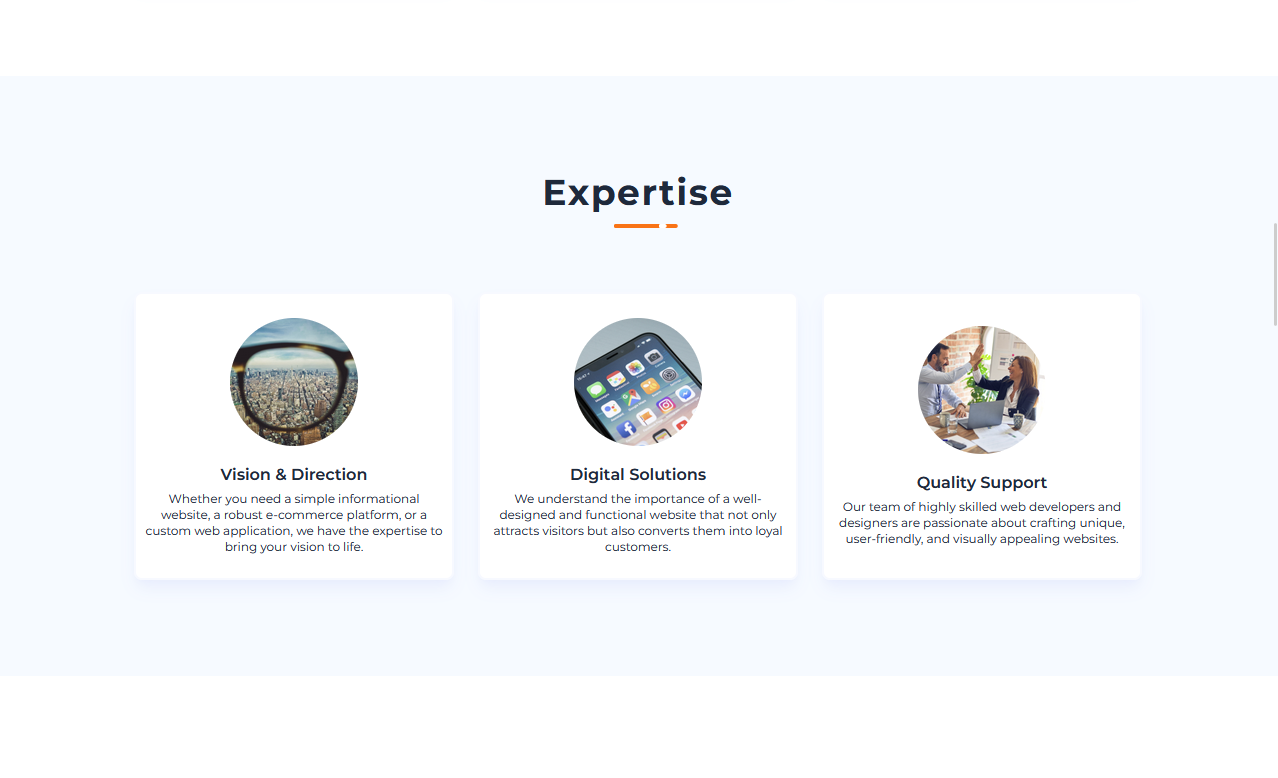 Expertise
Vision & Direction
Whether you need a simple informational
website, a robust e-commerce platform, or a
custom web application, we have the expertise to
bring your vision to life.
Digital Solutions
We understand the importance of a well-
designed and functional website that not only
attracts visitors but also converts them into loyal
customers.
Quality Support
Our team of highly skilled web developers and
designers are passionate about crafting unique,
user-friendly, and visually appealing websites.